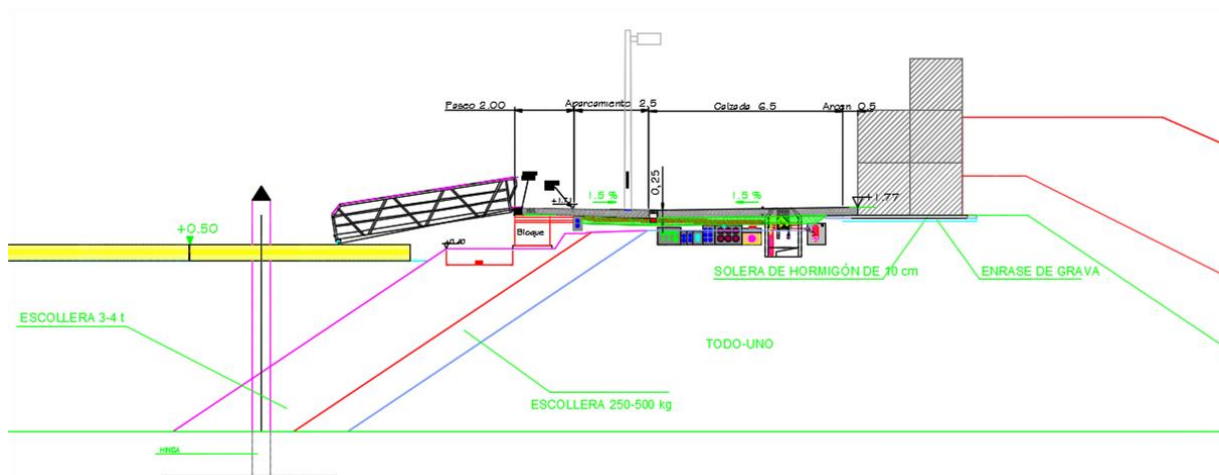 Paseo 2.00
Aparcamiento 2,5
Calzada 6.5
Arcen 0.5
1.5 %
0,25
1.5 %
+1.77
+0.50
Bloque
SOLERA DE HORMIGÓN DE 10 cm
ENRASE DE GRAVA
ESCOLLERA 3-4 t
TODO-UNO
ESCOLLERA 250-500 kg
HINCA